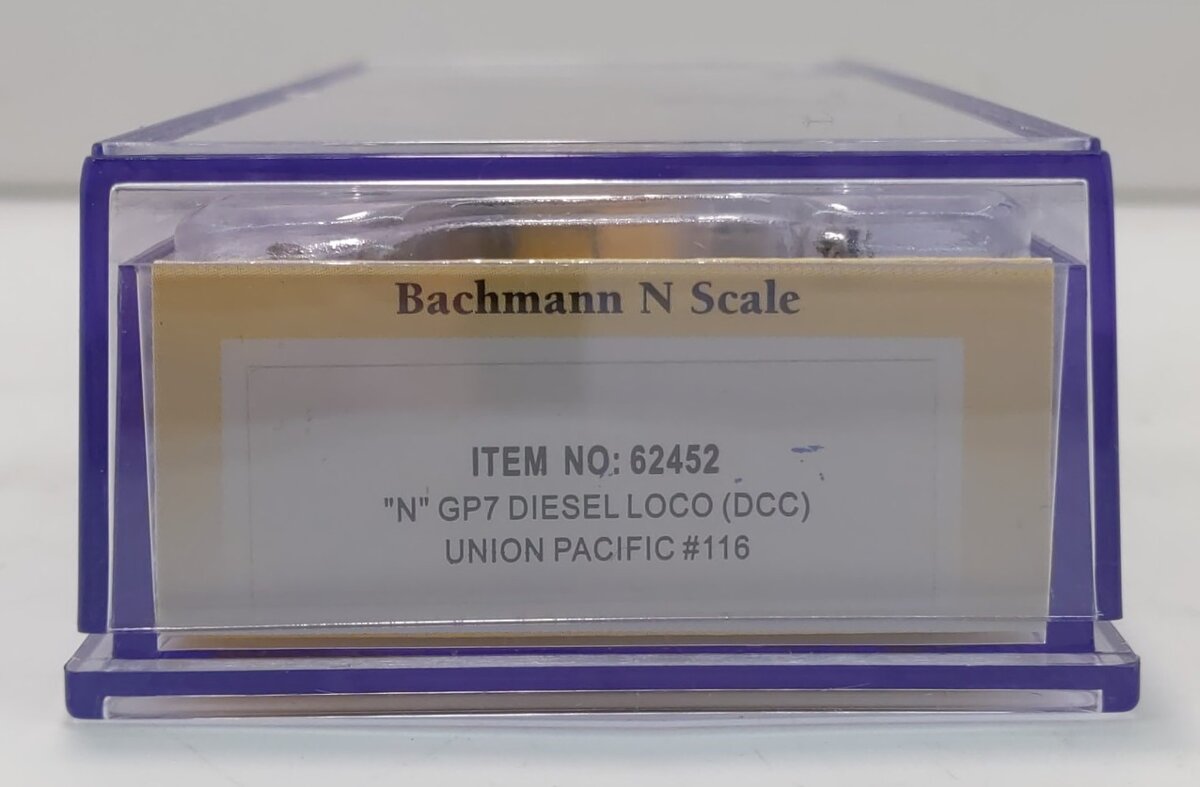 Bachmann N Scale
ITEM NO: 62452
"N" GP7 DIESEL LOCO (DCC)
UNION PACIFIC #116